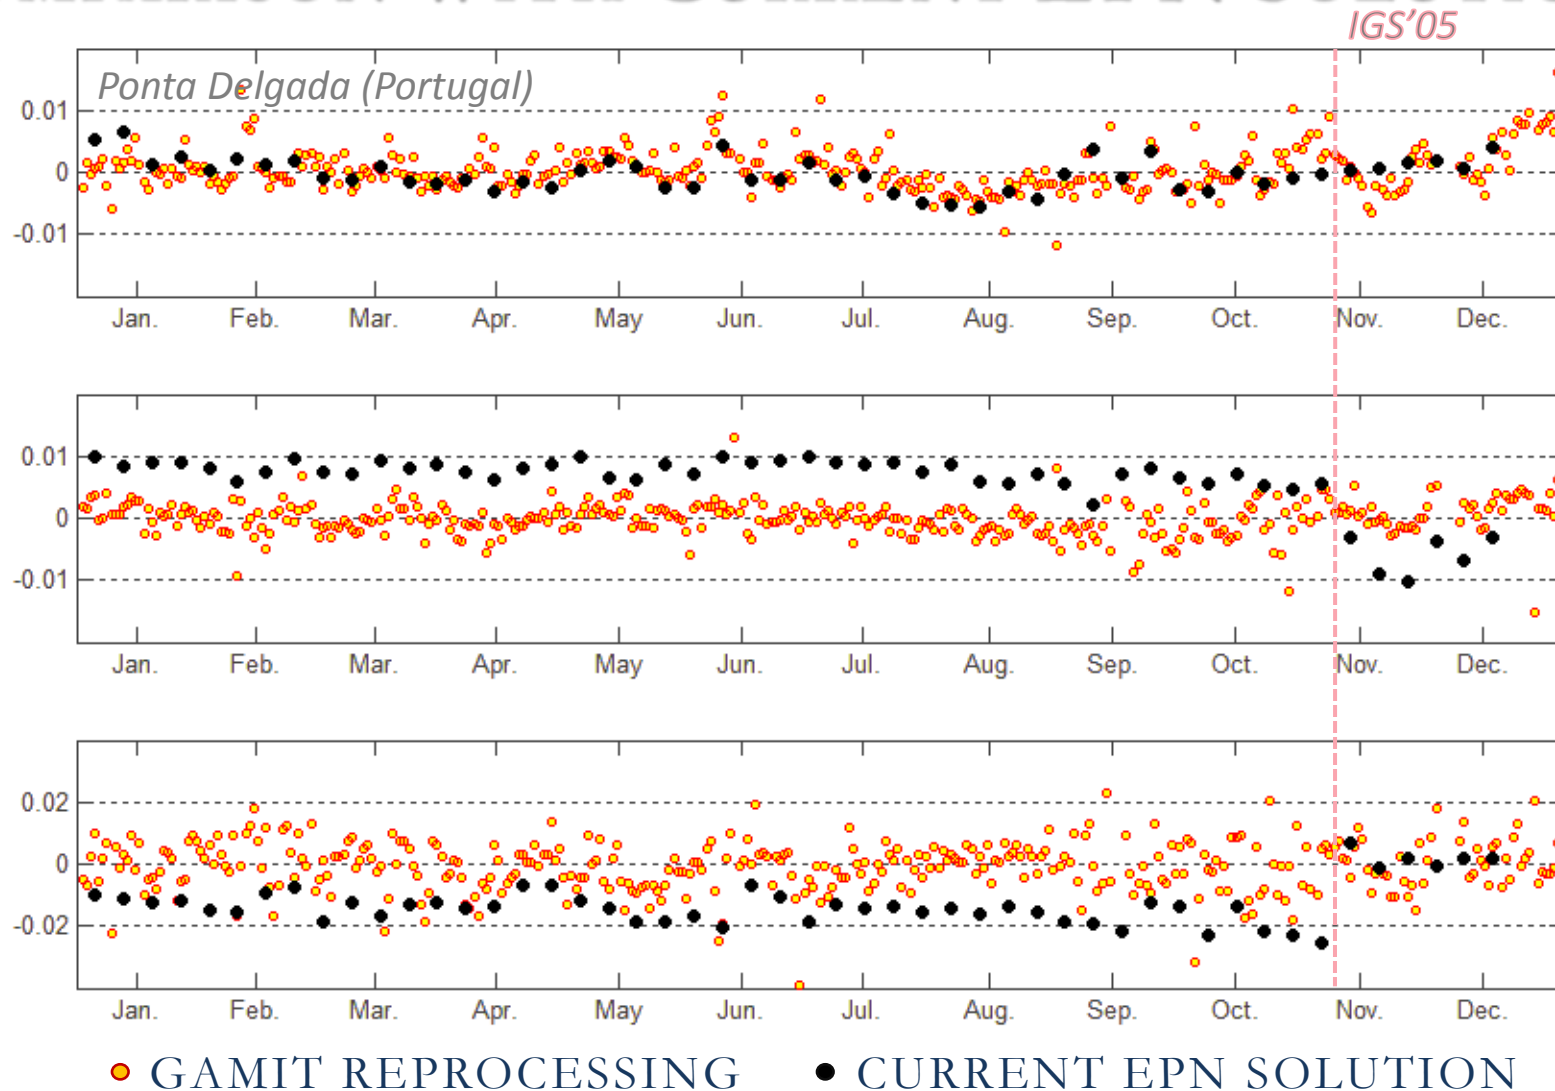 IGS'05
Ponta Delgada (Portugal)
0.01
0
-0.01
Jan. Feb. Mar. Apr. May Jun. Jul. Aug. Sep. Oct. Nov. Dec.
0.01
0
-0.01
Jan. Feb. Mar. Apr. May Jun. Jul. Aug. Sep. Oct. Nov. Dec.
0.02
0
-0.02
Jan. Feb. Mar. Apr. May Jun. Jul. Aug. Sep. Oct. Nov. Dec.
GAMIT REPROCESSING CURRENT EPN SOLUTION